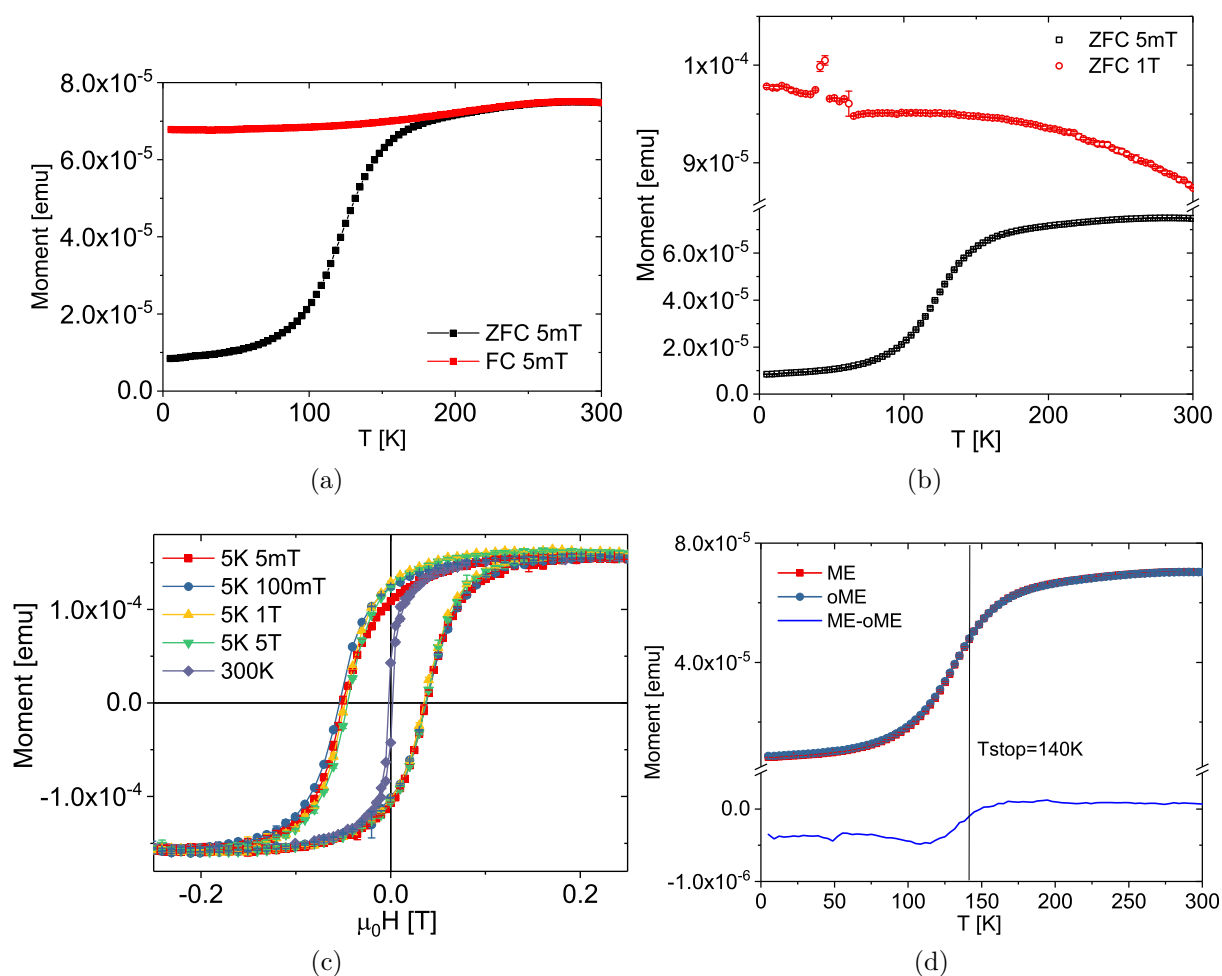 8.0x10⁻⁵
6.0x10⁻⁵
4.0x10⁻⁵
2.0x10⁻⁵
0.0
Moment [emu]
ZFC 5mT
FC 5mT
0 100 200 300
T [K]
(a)
1x10⁻⁴
9x10⁻⁵
6.0x10⁻⁵
4.0x10⁻⁵
2.0x10⁻⁵
0.0
Moment [emu]
ZFC 5mT
ZFC 1T
0 100 200 300
T [K]
(b)
1.0x10⁻⁴
0.0
-1.0x10⁻⁴
Moment [emu]
5K 5mT
5K 100mT
5K 1T
5K 5T
300K
-0.2 0.0 0.2
μ₀H [T]
(c)
8.0x10⁻⁵
4.0x10⁻⁵
0.0
-1.0x10⁻⁶
Moment [emu]
ME
oME
ME-oME
Tstop=140K
0 50 100 150 200 250 300
T [K]
(d)